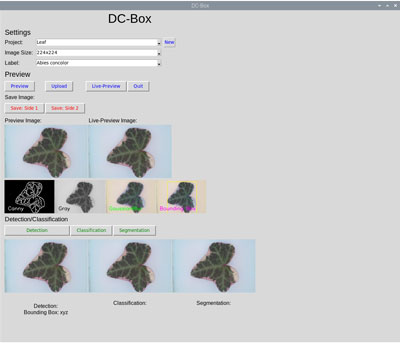 DC-Box
DC-Box
Settings
Project: Leaf New
Image Size: 224x224
Label: Abies concolor
Preview
Preview Upload Live-Preview Quit
Save Image:
Save: Side 1 Save: Side 2
Preview Image: Live-Preview Image:
Canny Gray Bounding
Detection/Classification
Detection Classification Segmentation
Detection: Classification: Segmentation:
Bounding Box: xyz